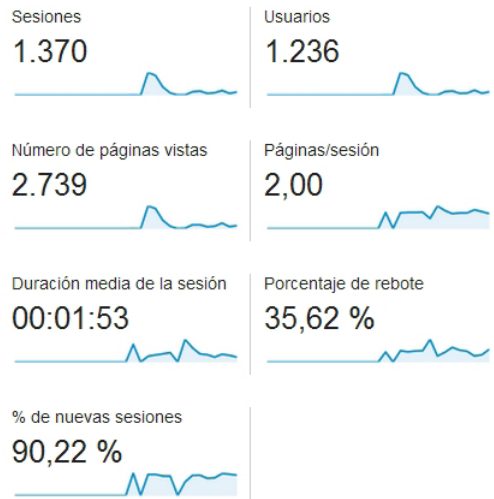 Sesiones
1.370
Usuarios
1.236
Número de páginas vistas
2.739
Páginas/sesión
2,00
Duración media de la sesión
00:01:53
Porcentaje de rebote
35,62 %
% de nuevas sesiones
90,22 %